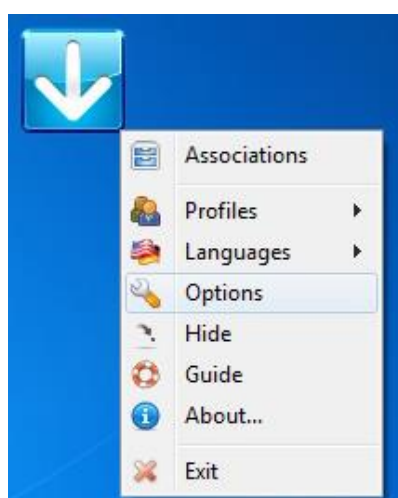 Associations
Profiles
Languages
Options
Hide
Guide
About...
Exit